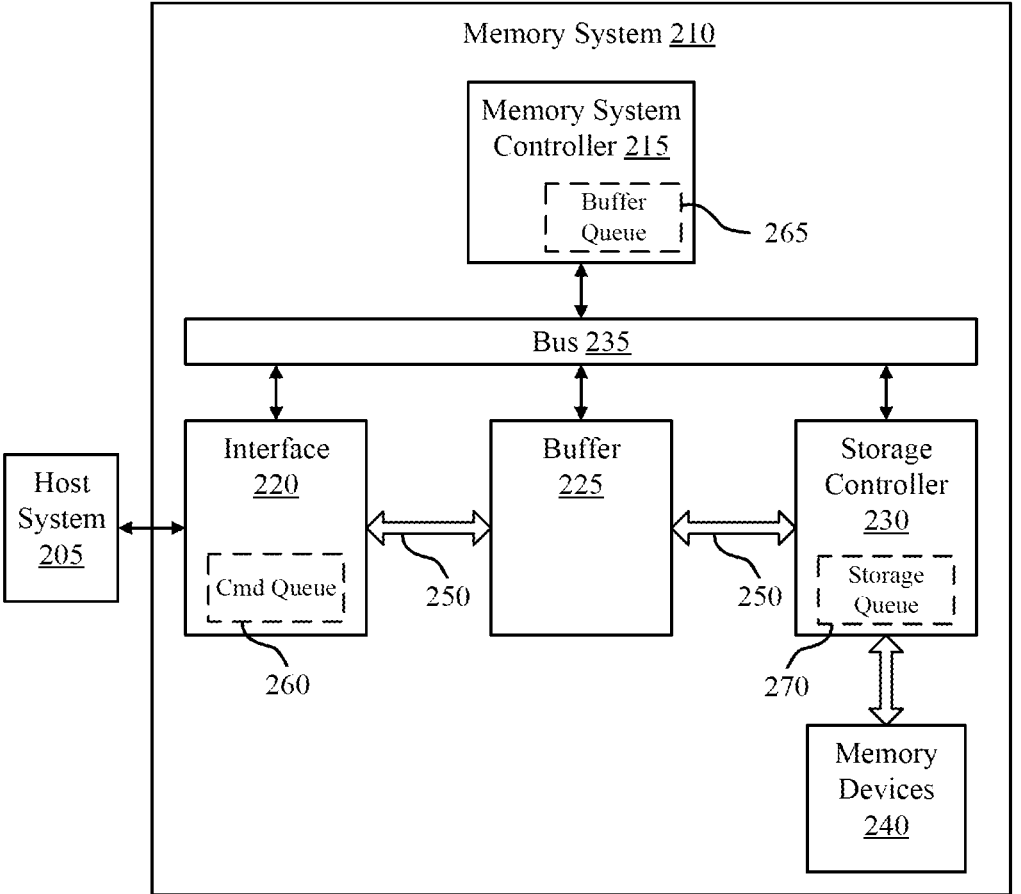 Memory System 210
Memory System
Controller 215
Buffer
Queue
265
Bus 235
Interface
220
Cmd Queue
260
250
Buffer
225
250
Storage
Controller
230
Storage
Queue
270
Host
System
205
Memory
Devices
240